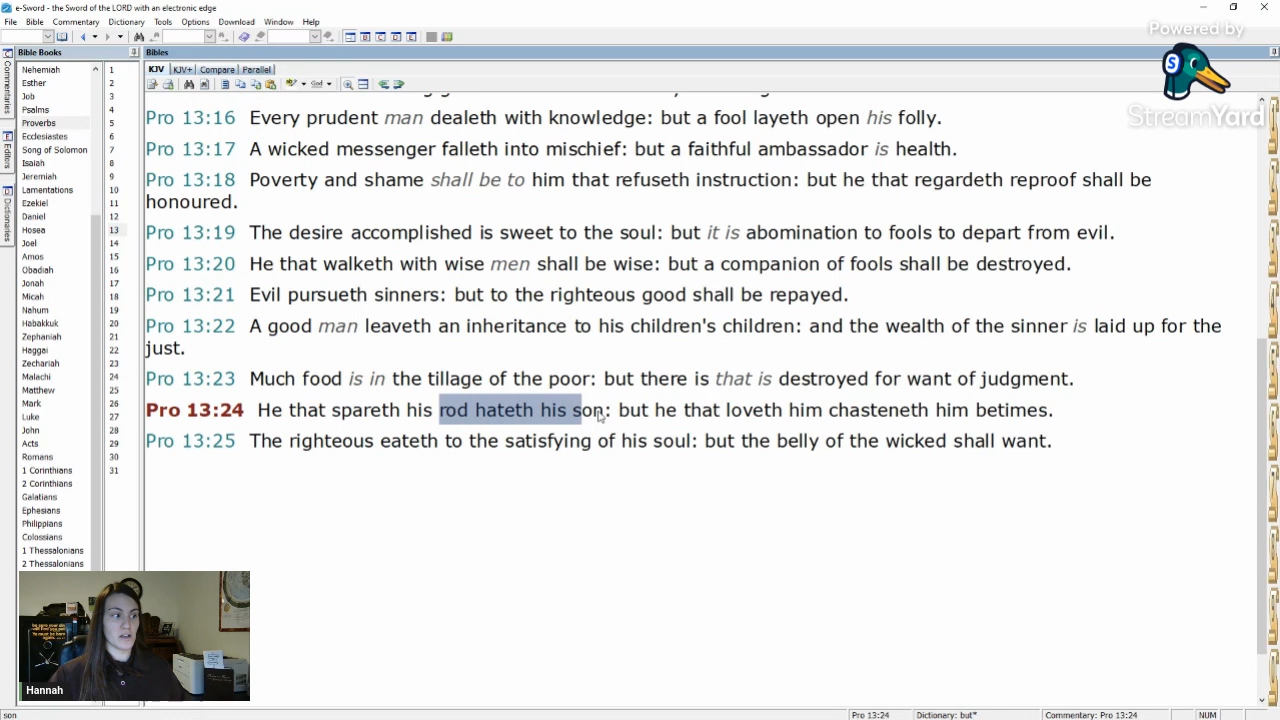 e-Sword - the Sword of the LORD with an electronic edge
File Bible Commentary Dictionary Tools Options Download Window Help
Powered by
StreamYard
Bible Books
Bibles
KJV KJV+ Compare Parallel
Commentaries
Editors
Dictionaries
Nehemiah 1
Esther 2
Job 3
Psalms 4
Proverbs 5
Ecclesiastes 6
Song of Solomon 7
Isaiah 8
Jeremiah 9
Lamentations 10
Ezekiel 11
Daniel 12
Hosea 13
Joel 14
Amos 15
Obadiah 16
Jonah 17
Micah 18
Nahum 19
Habakkuk 20
Zephaniah 21
Haggai 22
Zechariah 23
Malachi 24
Matthew 25
Mark 26
Luke 27
John 28
Acts 29
Romans 30
1 Corinthians 31
2 Corinthians
Galatians
Ephesians
Philippians
Colossians
1 Thessalonians
2 Thessalonians
Pro 13:16 Every prudent man dealeth with knowledge: but a fool layeth open his folly.
Pro 13:17 A wicked messenger falleth into mischief: but a faithful ambassador is health.
Pro 13:18 Poverty and shame shall be to him that refuseth instruction: but he that regardeth reproof shall be
honoured.
Pro 13:19 The desire accomplished is sweet to the soul: but it is abomination to fools to depart from evil.
Pro 13:20 He that walketh with wise men shall be wise: but a companion of fools shall be destroyed.
Pro 13:21 Evil pursueth sinners: but to the righteous good shall be repayed.
Pro 13:22 A good man leaveth an inheritance to his children's children: and the wealth of the sinner is laid up for the
just.
Pro 13:23 Much food is in the tillage of the poor: but there is that is destroyed for want of judgment.
Pro 13:24 He that spareth his rod hateth his son: but he that loveth him chasteneth him betimes.
Pro 13:25 The righteous eateth to the satisfying of his soul: but the belly of the wicked shall want.
Hannah
son
Pro 13:24
Dictionary: but*
Commentary: Pro 13:24
NUM